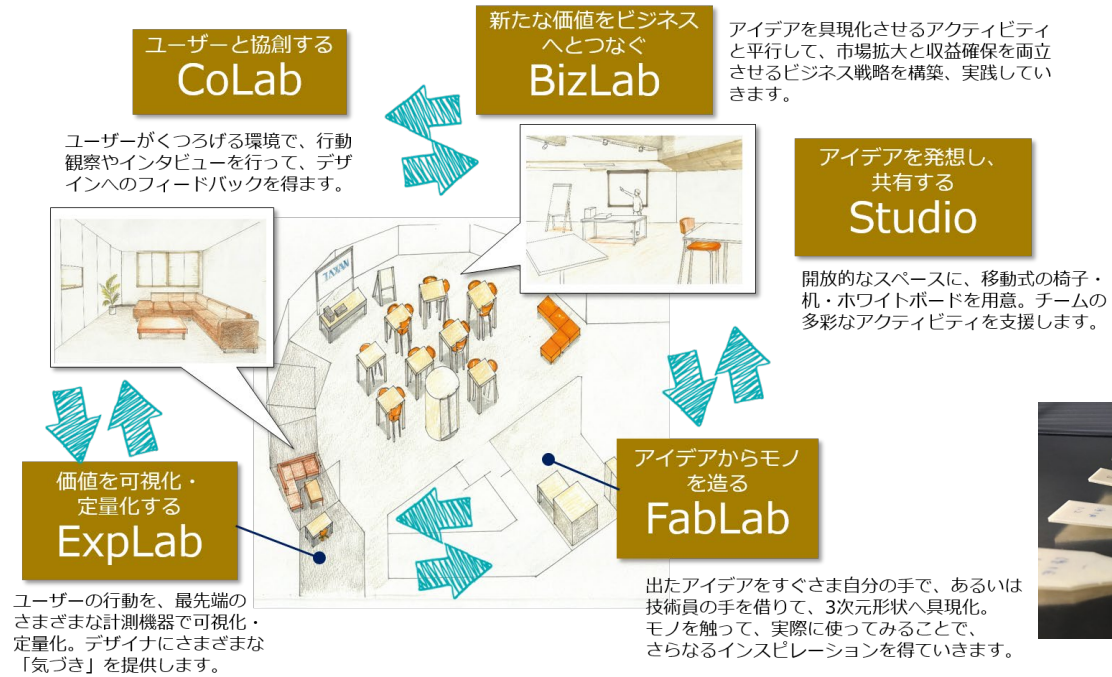 ユーザーと協創する
CoLab
ユーザーがくつろげる環境で、行動
観察やインタビューを行って、デザ
インへのフィードバックを得ます。
新たな価値をビジネス
へとつなぐ
BizLab
アイデアを具現化させるアクティビティ
と平行して、市場拡大と収益確保を両立
させるビジネス戦略を構築、実践してい
きます。
アイデアを発想し、
共有する
Studio
開放的なスペースに、移動式の椅子・
机・ホワイトボードを用意。チームの
多彩なアクティビティを支援します。
価値を可視化・
定量化する
ExpLab
ユーザーの行動を、最先端の
さまざまな計測機器で可視化・
定量化。デザイナにさまざまな
「気づき」を提供します。
アイデアからモノ
を造る
FabLab
出たアイデアをすぐさま自分の手で、あるいは
技術員の手を借りて、3次元形状へ具現化。
モノを触って、実際に使ってみることで、
さらなるインスピレーションを得ていきます。